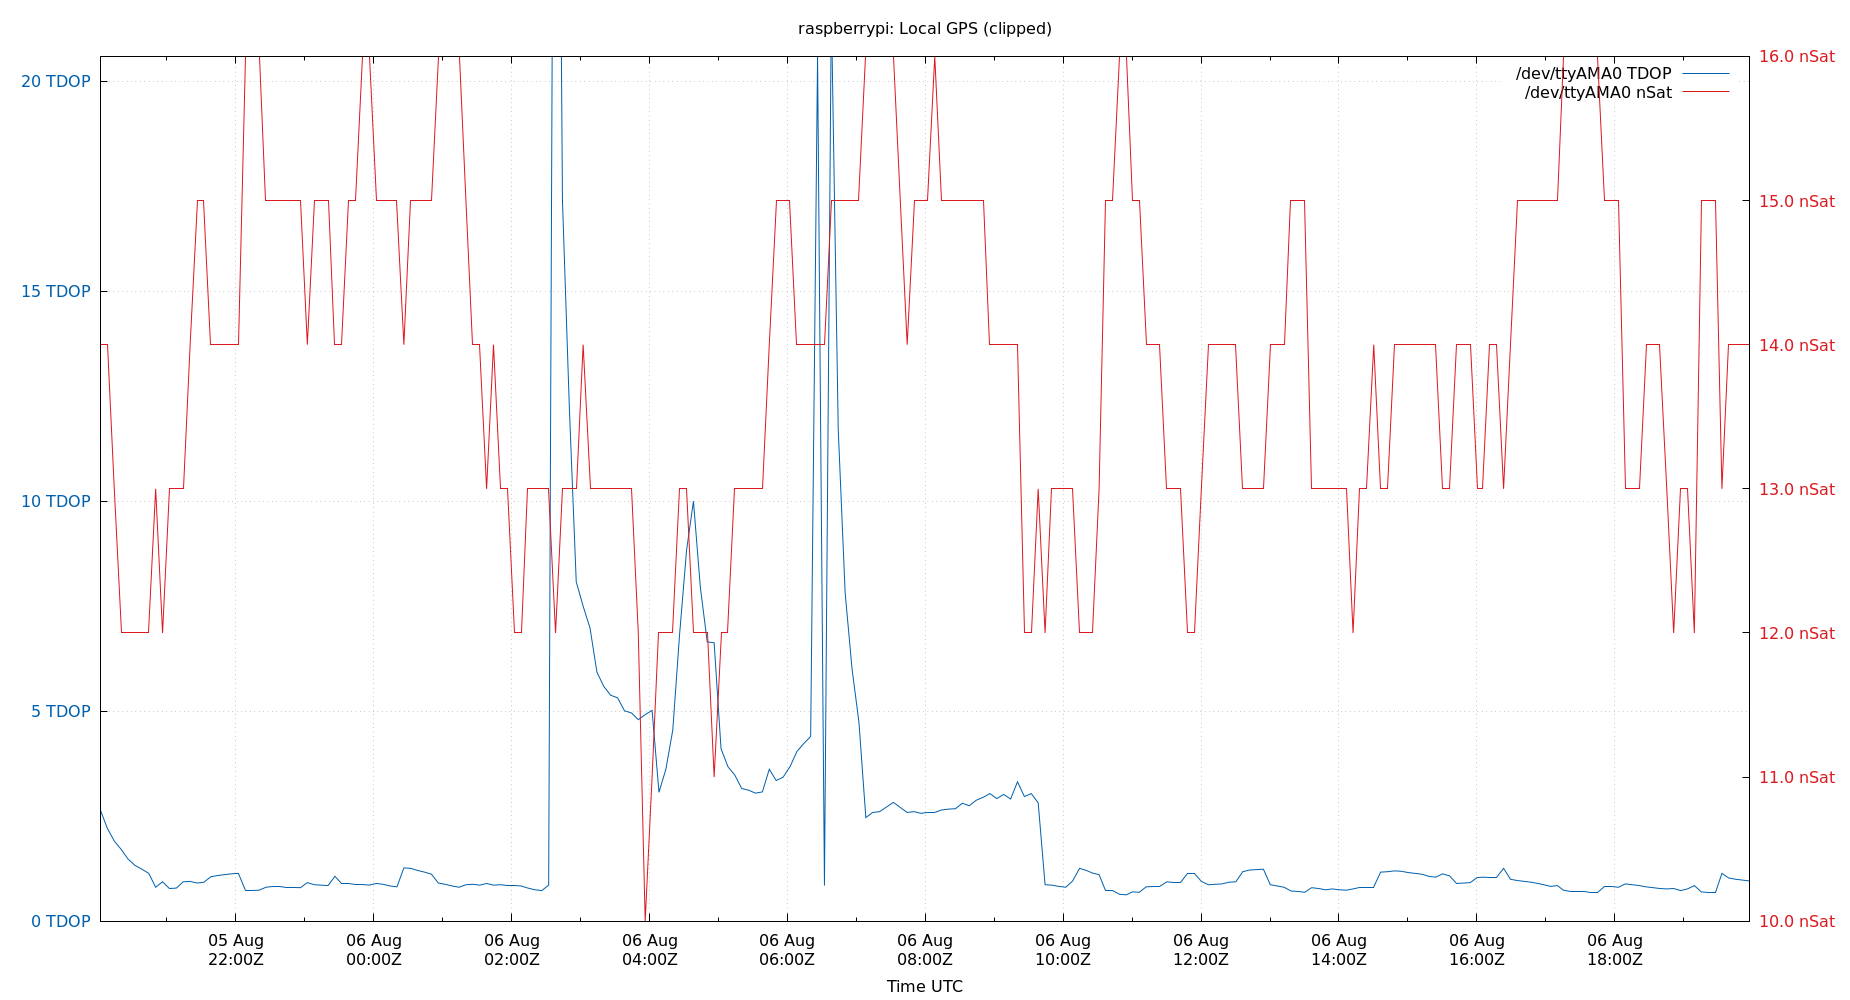 raspberrypi: Local GPS (clipped)
20 TDOP
15 TDOP
10 TDOP
5 TDOP
0 TDOP
16.0 nSat
15.0 nSat
14.0 nSat
13.0 nSat
12.0 nSat
11.0 nSat
10.0 nSat
/dev/ttyAMA0 TDOP
/dev/ttyAMA0 nSat
05 Aug
22:00Z
06 Aug
00:00Z
06 Aug
02:00Z
06 Aug
04:00Z
06 Aug
06:00Z
06 Aug
08:00Z
06 Aug
10:00Z
06 Aug
12:00Z
06 Aug
14:00Z
06 Aug
16:00Z
06 Aug
18:00Z
Time UTC